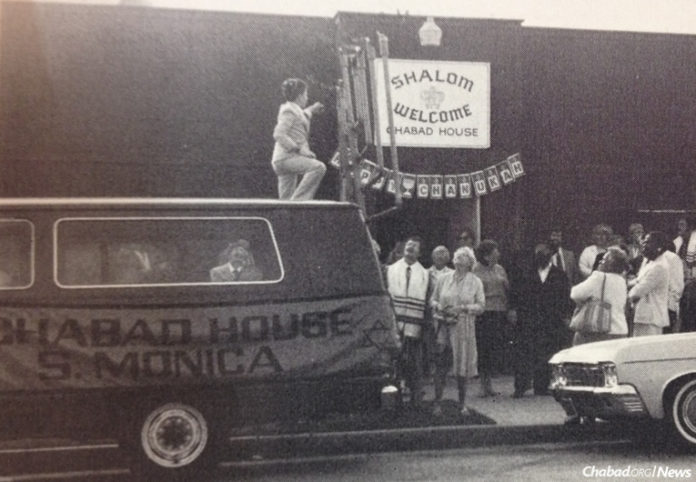 SHALOM
WELCOME
CHABAD HOUSE
CHANUKAH
CHABAD HOUSE
S. MONICA
Chabad.ORG/News